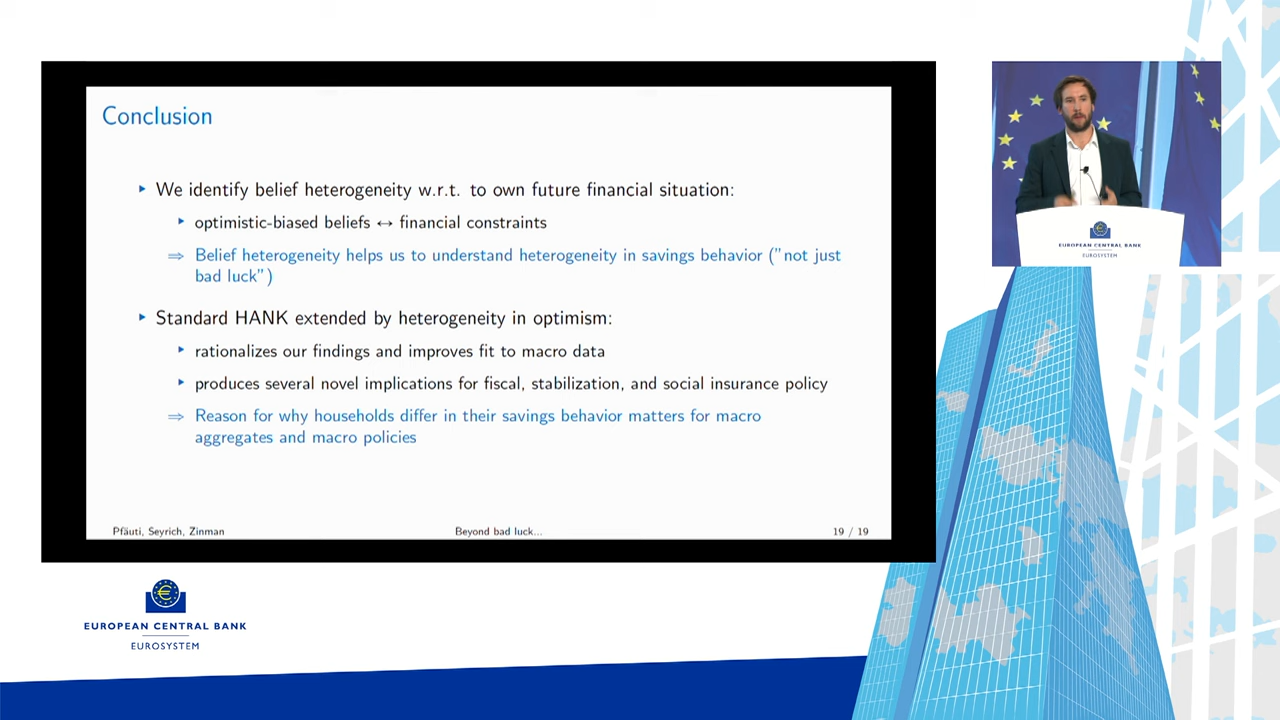 Conclusion
We identify belief heterogeneity w.r.t. to own future financial situation:
optimistic-biased beliefs ↔ financial constraints
⇒ Belief heterogeneity helps us to understand heterogeneity in savings behavior ("not just
bad luck")
Standard HANK extended by heterogeneity in optimism:
rationalizes our findings and improves fit to macro data
produces several novel implications for fiscal, stabilization, and social insurance policy
⇒ Reason for why households differ in their savings behavior matters for macro
aggregates and macro policies
Pfäuti, Seyrich, Zinman
Beyond bad luck...
19 / 19
EUROPEAN CENTRAL BANK
EUROSYSTEM
EUROPEAN CENTRAL BANK
EUROSYSTEM